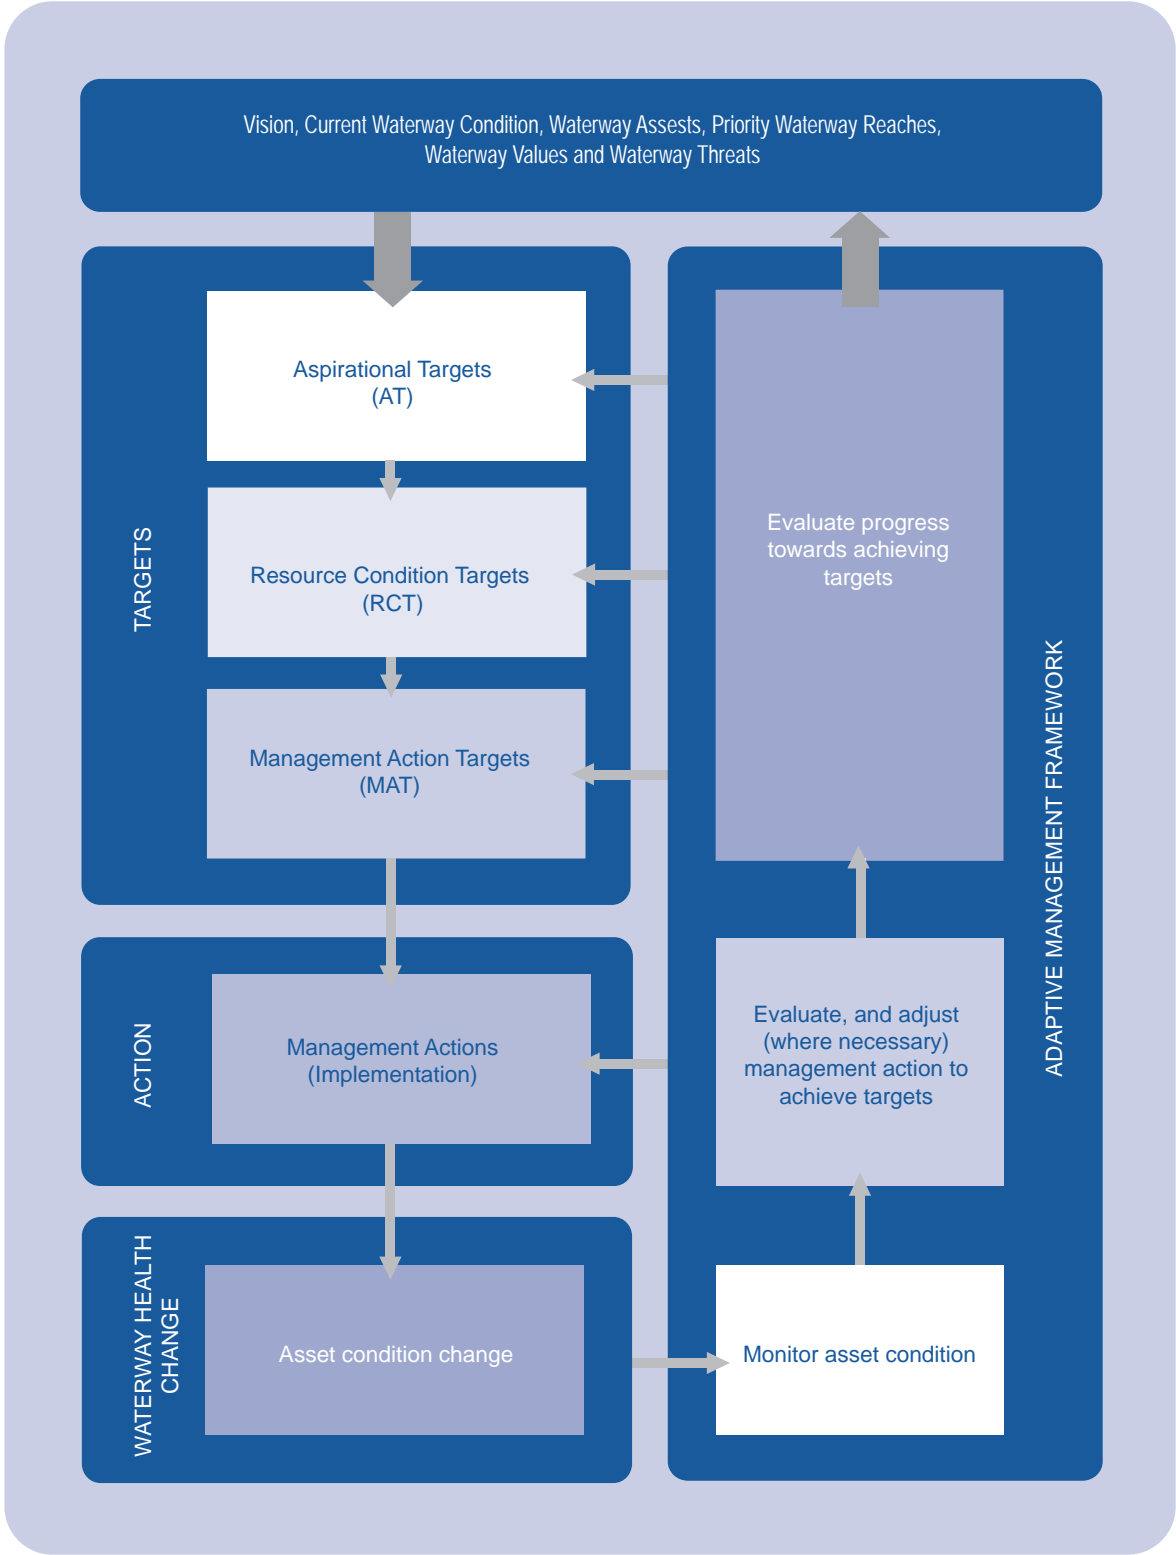 Vision, Current Waterway Condition, Waterway Assests, Priority Waterway Reaches,
Waterway Values and Waterway Threats
TARGETS
Aspirational Targets
(AT)
Resource Condition Targets
(RCT)
Management Action Targets
(MAT)
ACTION
Management Actions
(Implementation)
WATERWAY HEALTH
CHANGE
Asset condition change
Evaluate progress
towards achieving
targets
Evaluate, and adjust
(where necessary)
management action to
achieve targets
Monitor asset condition
ADAPTIVE MANAGEMENT FRAMEWORK